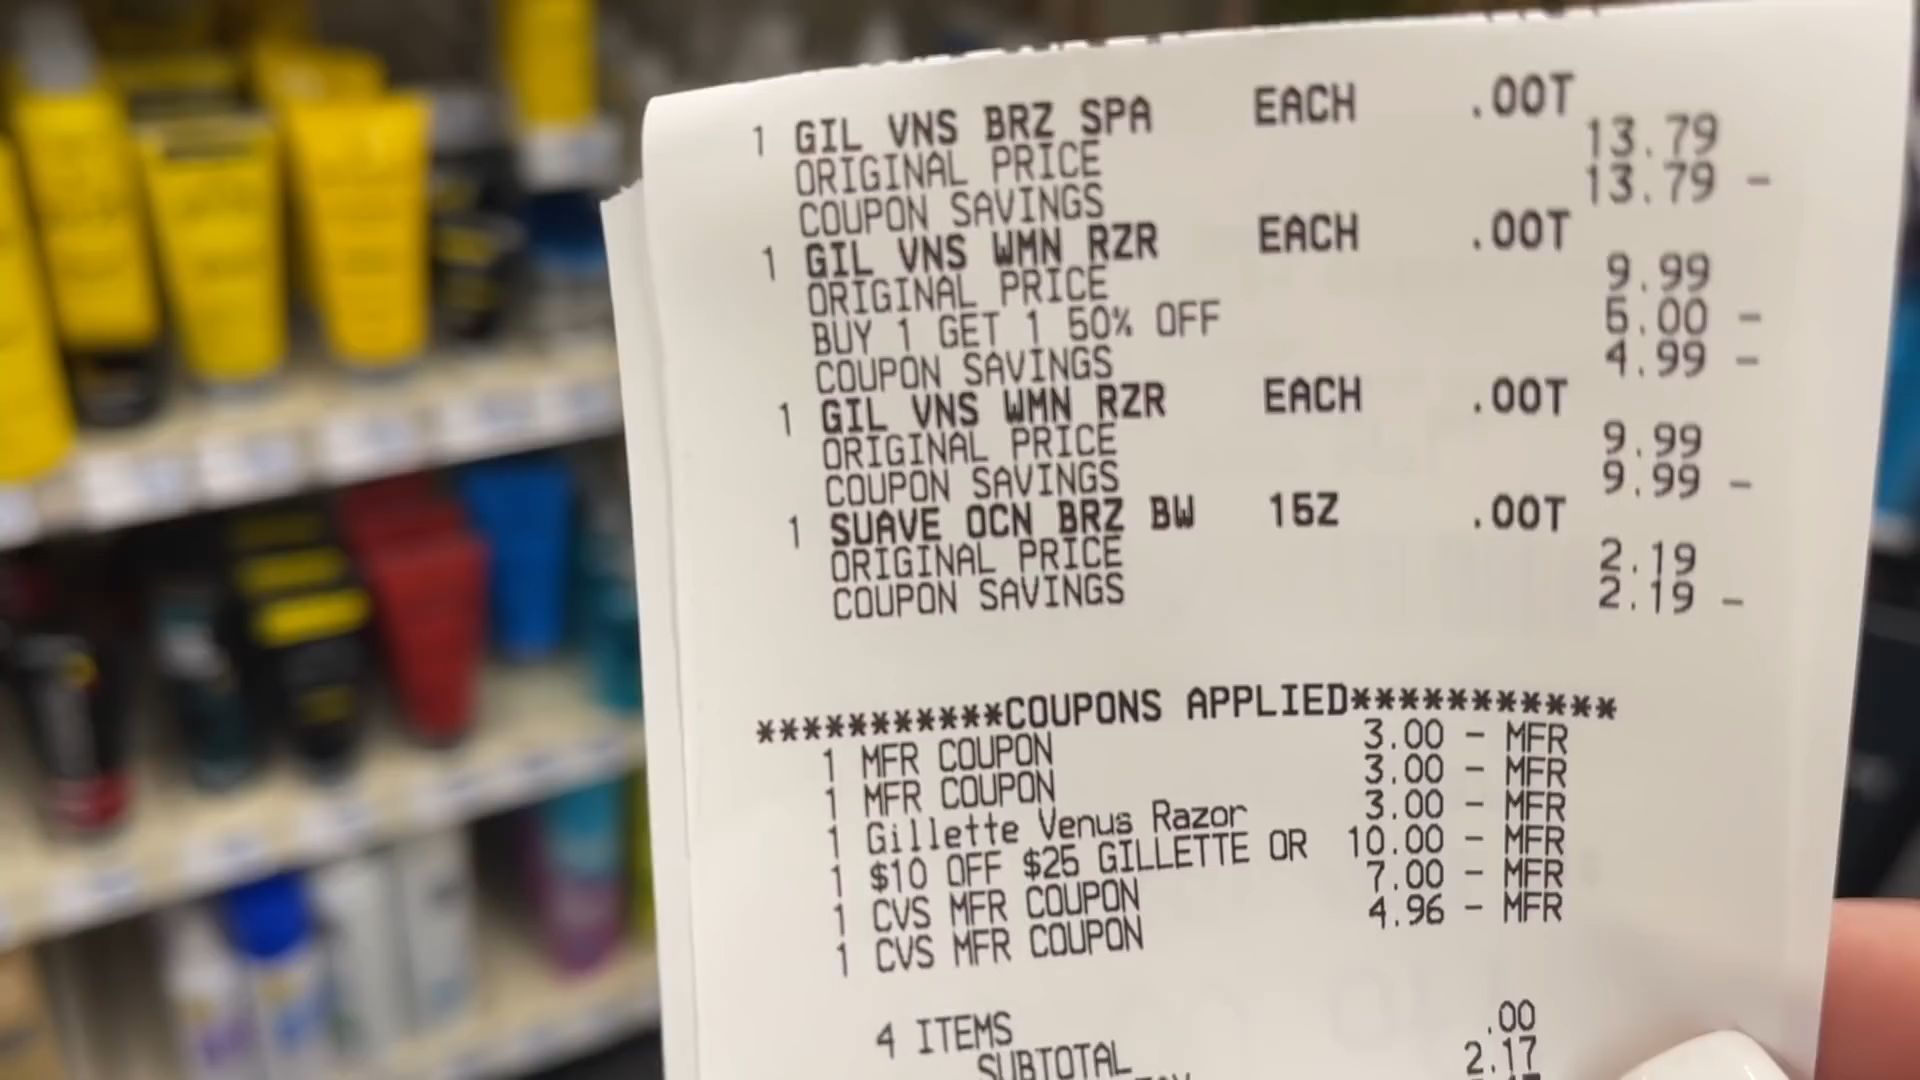 1 GIL VNS BRZ SPA EACH .00T
ORIGINAL PRICE 13.79
COUPON SAVINGS 13.79 -
1 GIL VNS WMN RZR EACH .00T
ORIGINAL PRICE 9.99
BUY 1 GET 1 50% OFF 5.00 -
COUPON SAVINGS 4.99 -
1 GIL VNS WMN RZR EACH .00T
ORIGINAL PRICE 9.99
COUPON SAVINGS 9.99 -
1 SUAVE OCN BRZ BW 15Z .00T
ORIGINAL PRICE 2.19
COUPON SAVINGS 2.19 -
***********COUPONS APPLIED***********
1 MFR COUPON 3.00 - MFR
1 MFR COUPON 3.00 - MFR
1 Gillette Venus Razor 3.00 - MFR
1 $10 OFF $25 GILLETTE OR 10.00 - MFR
1 CVS MFR COUPON 7.00 - MFR
1 CVS MFR COUPON 4.96 - MFR
4 ITEMS
SUBTOTAL .00
2.17